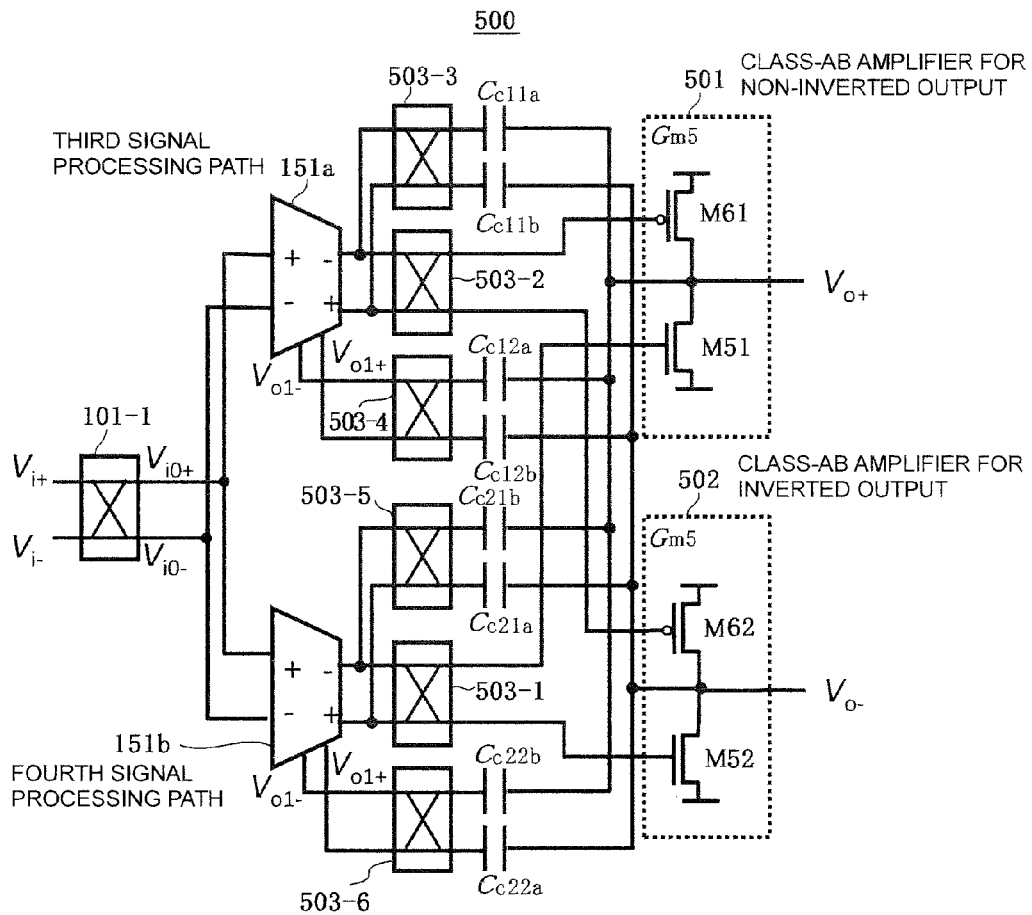 500
CLASS-AB AMPLIFIER FOR
NON-INVERTED OUTPUT
501
503-3
Cc11a
Gm5
THIRD SIGNAL
PROCESSING PATH
151a
Cc11b
M61
+ -
503-2
Vo+
- +
Cc12a
M51
Vo1- Vo1+
503-4
101-1
Cc12b
Vi+
Vi0+
CLASS-AB AMPLIFIER FOR
INVERTED OUTPUT
502
503-5
Cc21b
Gm5
Vi-
Vi0-
Cc21a
M62
+ -
503-1
Vo-
- +
151b
Cc22b
M52
FOURTH SIGNAL
PROCESSING PATH
Vo1- Vo1+
503-6
Cc22a